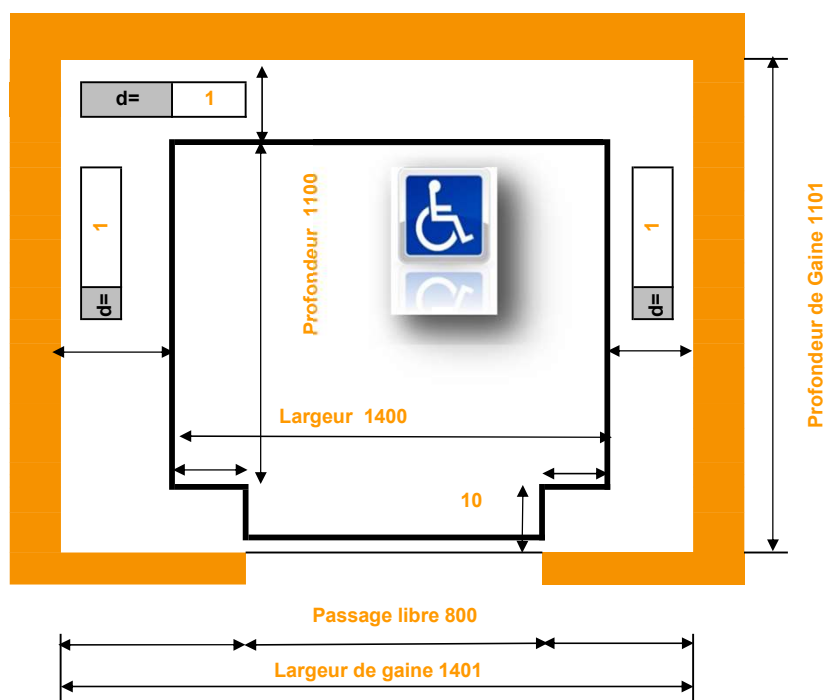 d= 1
Profondeur 1100
d= 1
d= 1
Profondeur de Gaine 1101
Largeur 1400
10
Passage libre 800
Largeur de gaine 1401